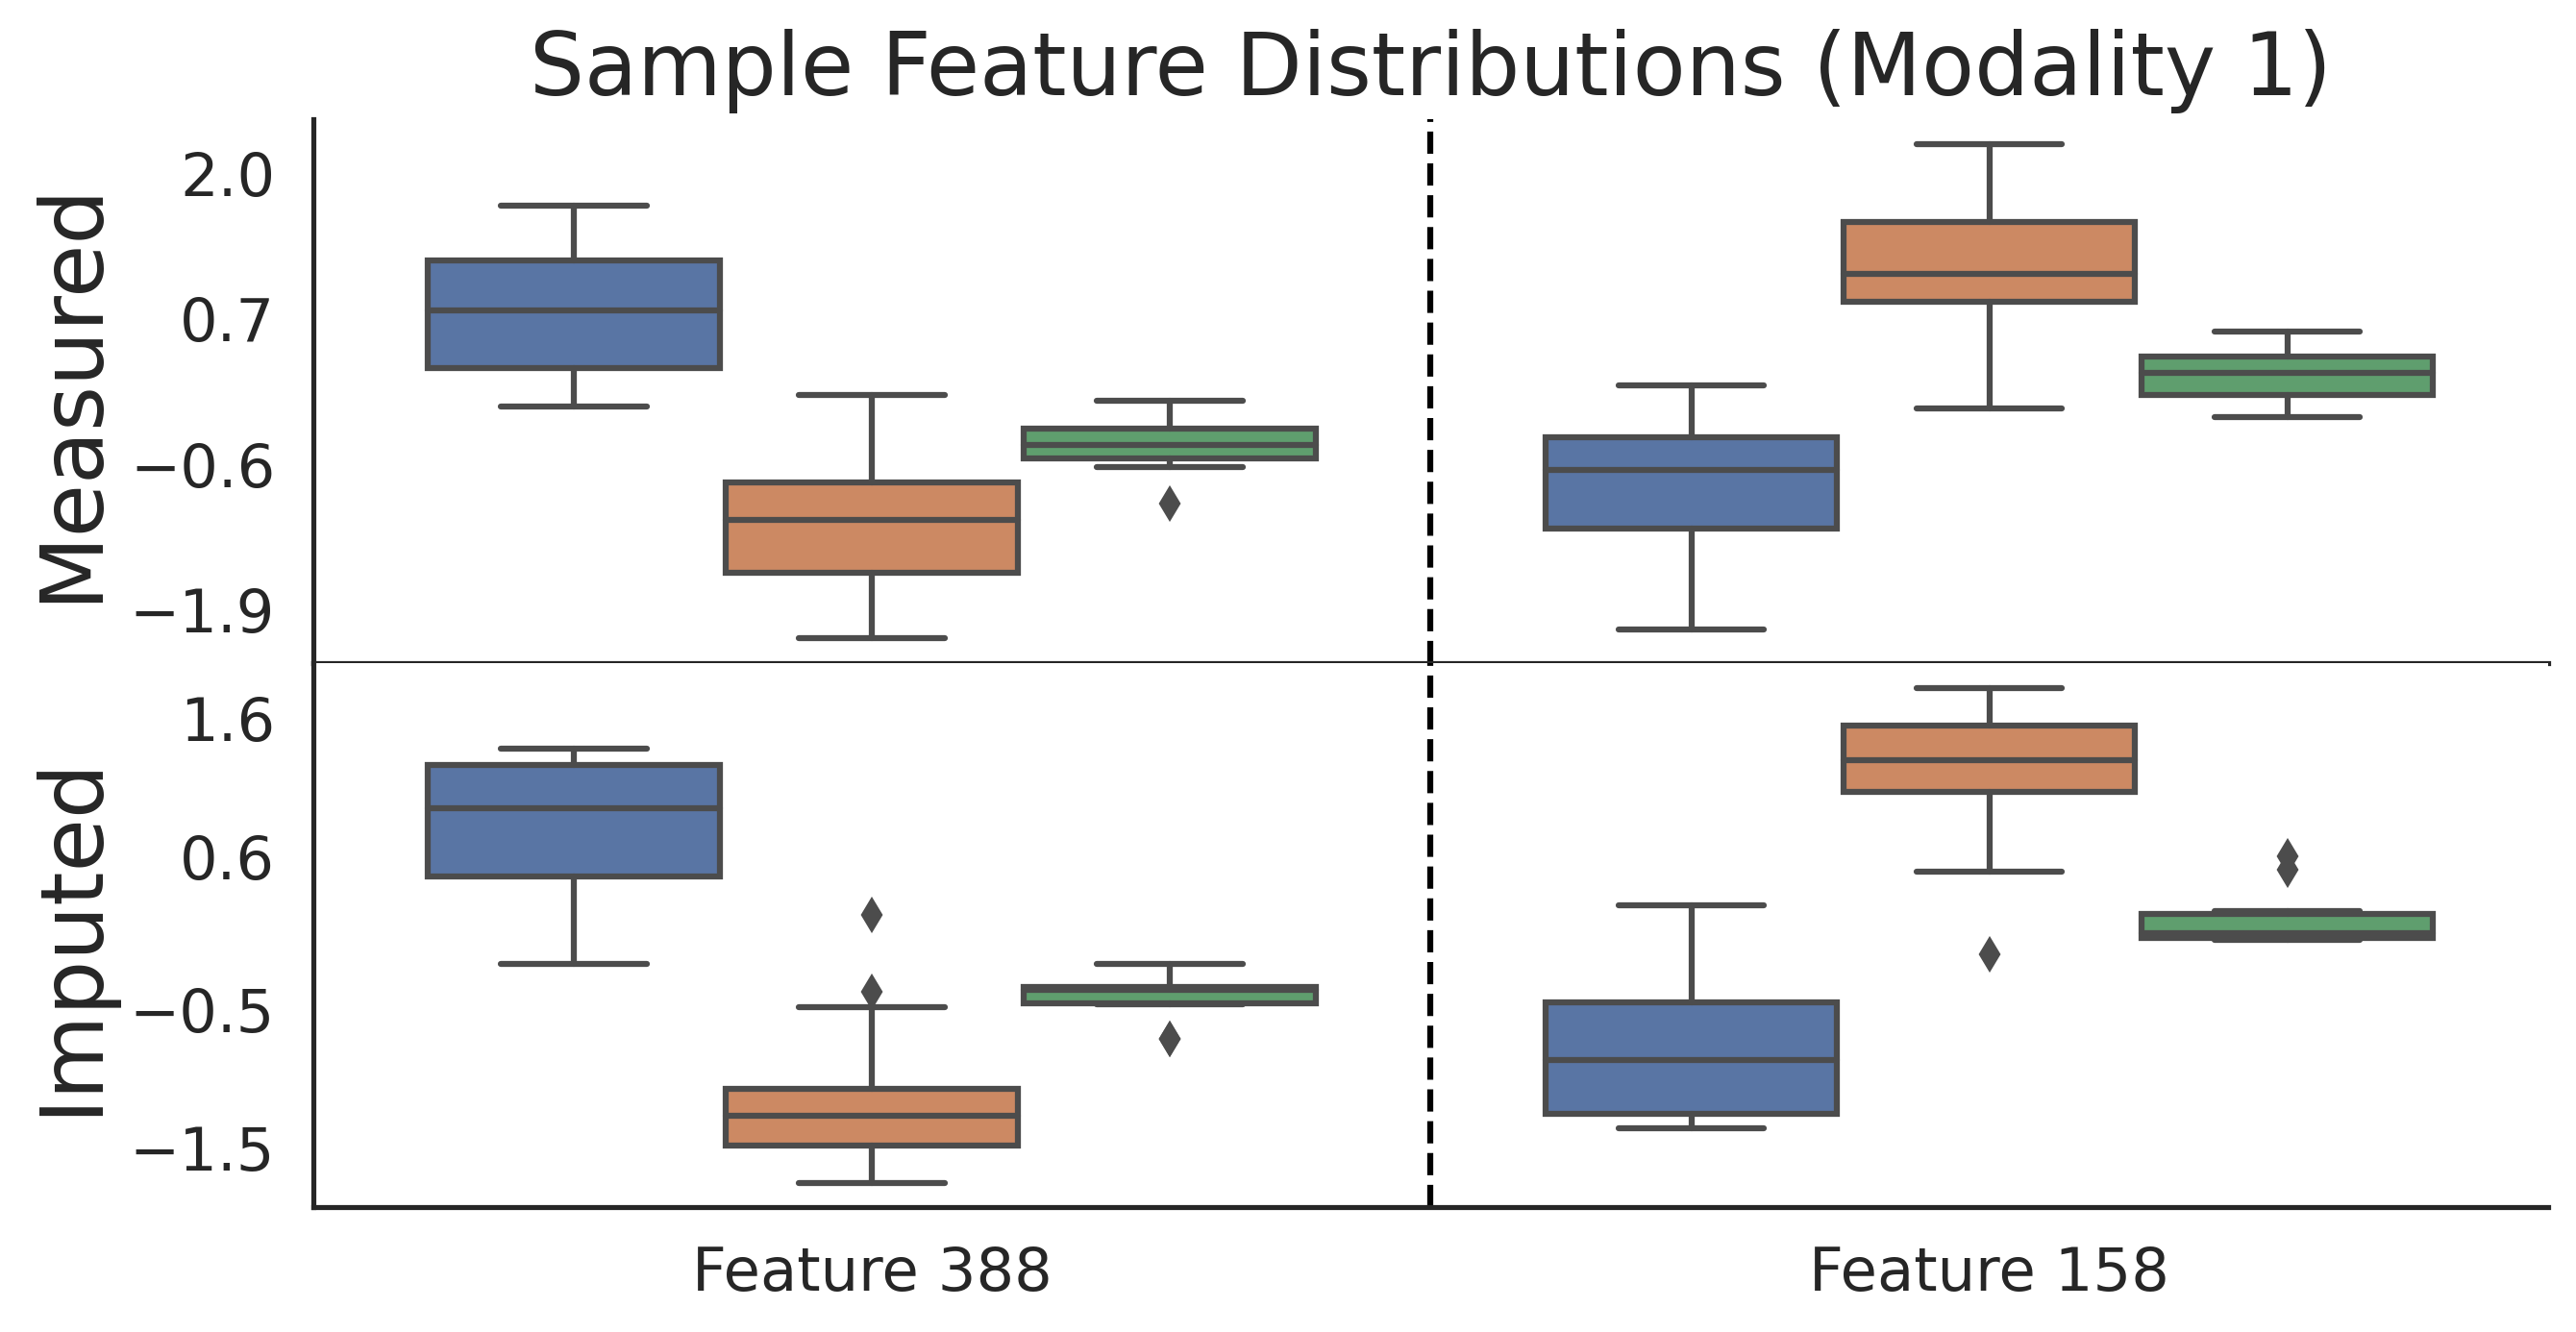 Sample Feature Distributions (Modality 1)
Measured
2.0
0.7
−0.6
−1.9
Imputed
1.6
0.6
−0.5
−1.5
Feature 388
Feature 158